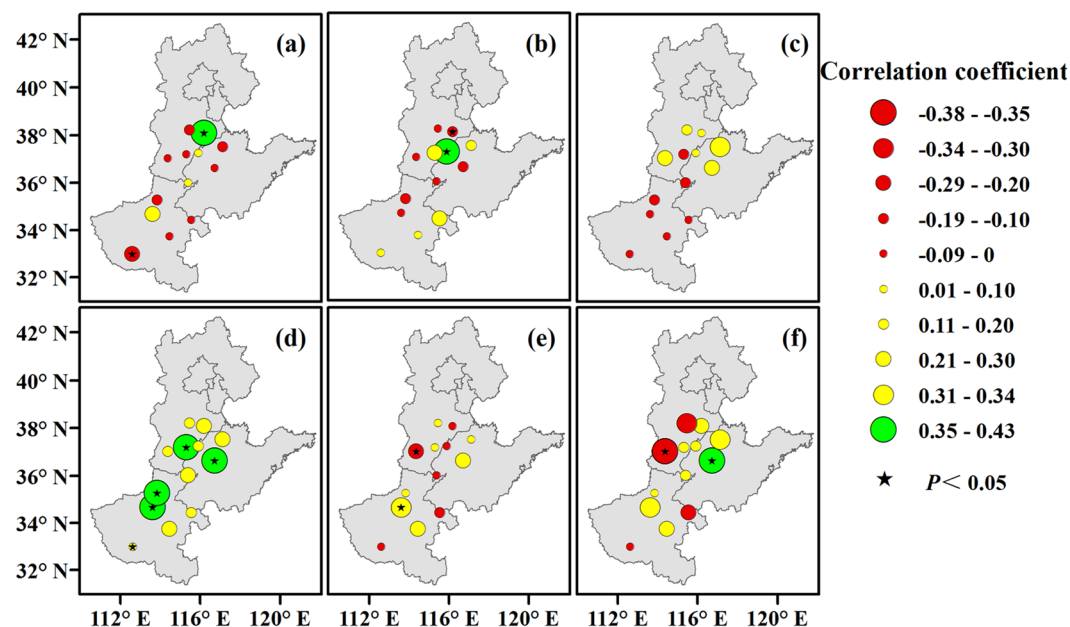 42° N
40° N
38° N
36° N
34° N
32° N
(a)
(b)
(c)
42° N
40° N
38° N
36° N
34° N
32° N
(d)
(e)
(f)
112° E 116° E 120° E
112° E 116° E 120° E
112° E 116° E 120° E
Correlation coefficient
-0.38 - -0.35
-0.34 - -0.30
-0.29 - -0.20
-0.19 - -0.10
-0.09 - 0
0.01 - 0.10
0.11 - 0.20
0.21 - 0.30
0.31 - 0.34
0.35 - 0.43
P< 0.05